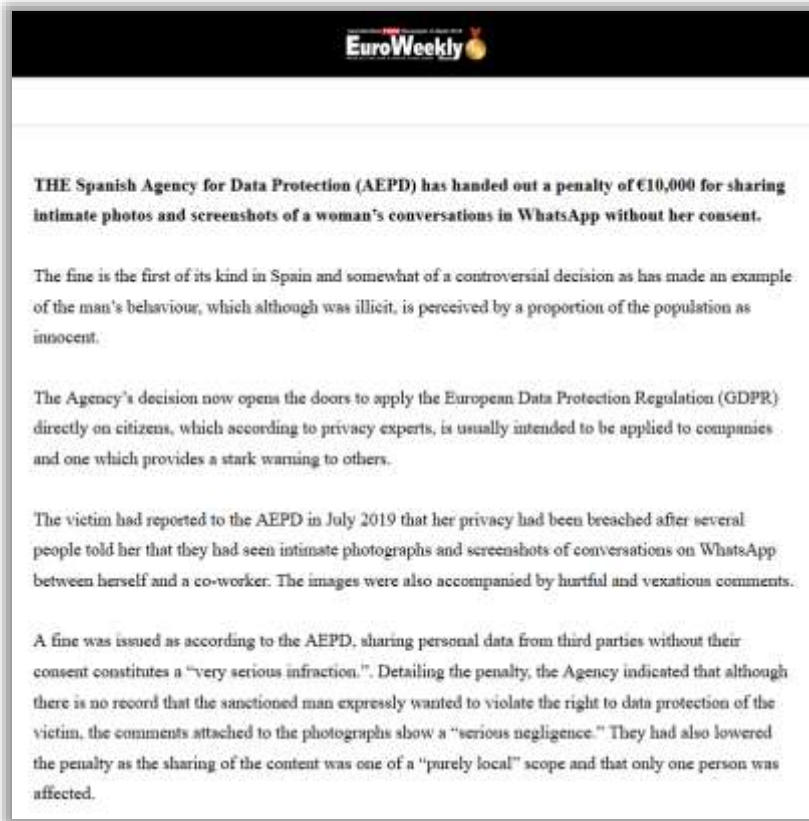 EuroWeekly
THE Spanish Agency for Data Protection (AEPD) has handed out a penalty of €10,000 for sharing
intimate photos and screenshots of a woman's conversations in WhatsApp without her consent.
The fine is the first of its kind in Spain and somewhat of a controversial decision as has made an example
of the man's behaviour, which although was illicit, is perceived by a proportion of the population as
innocent.
The Agency's decision now opens the doors to apply the European Data Protection Regulation (GDPR)
directly on citizens, which according to privacy experts, is usually intended to be applied to companies
and one which provides a stark warning to others.
The victim had reported to the AEPD in July 2019 that her privacy had been breached after several
people told her that they had seen intimate photographs and screenshots of conversations on WhatsApp
between herself and a co-worker. The images were also accompanied by hurtful and vexatious comments.
A fine was issued as according to the AEPD, sharing personal data from third parties without their
consent constitutes a "very serious infraction.". Detailing the penalty, the Agency indicated that although
there is no record that the sanctioned man expressly wanted to violate the right to data protection of the
victim, the comments attached to the photographs show a "serious negligence." They had also lowered
the penalty as the sharing of the content was one of a "purely local" scope and that only one person was
affected.